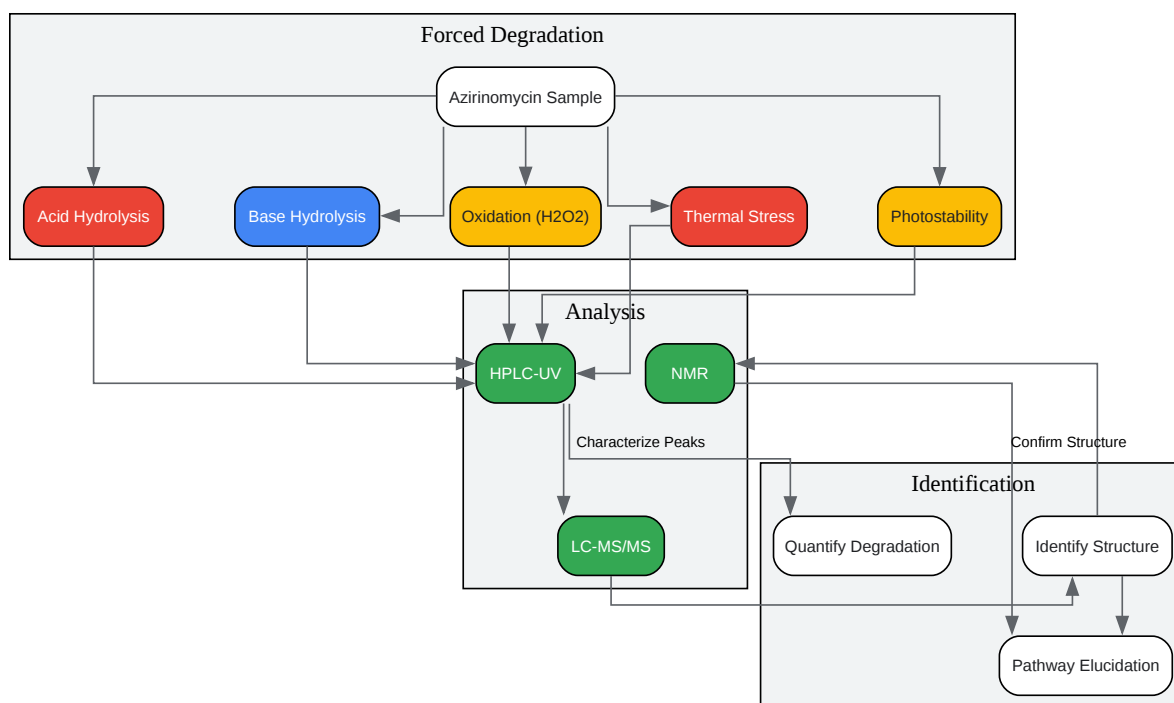 Forced Degradation
Azirinomycin Sample
Acid Hydrolysis
Base Hydrolysis
Oxidation (H2O2)
Thermal Stress
Photostability
Analysis
HPLC-UV
NMR
Characterize Peaks
Confirm Structure
Identification
LC-MS/MS
Quantify Degradation
Identify Structure
Pathway Elucidation